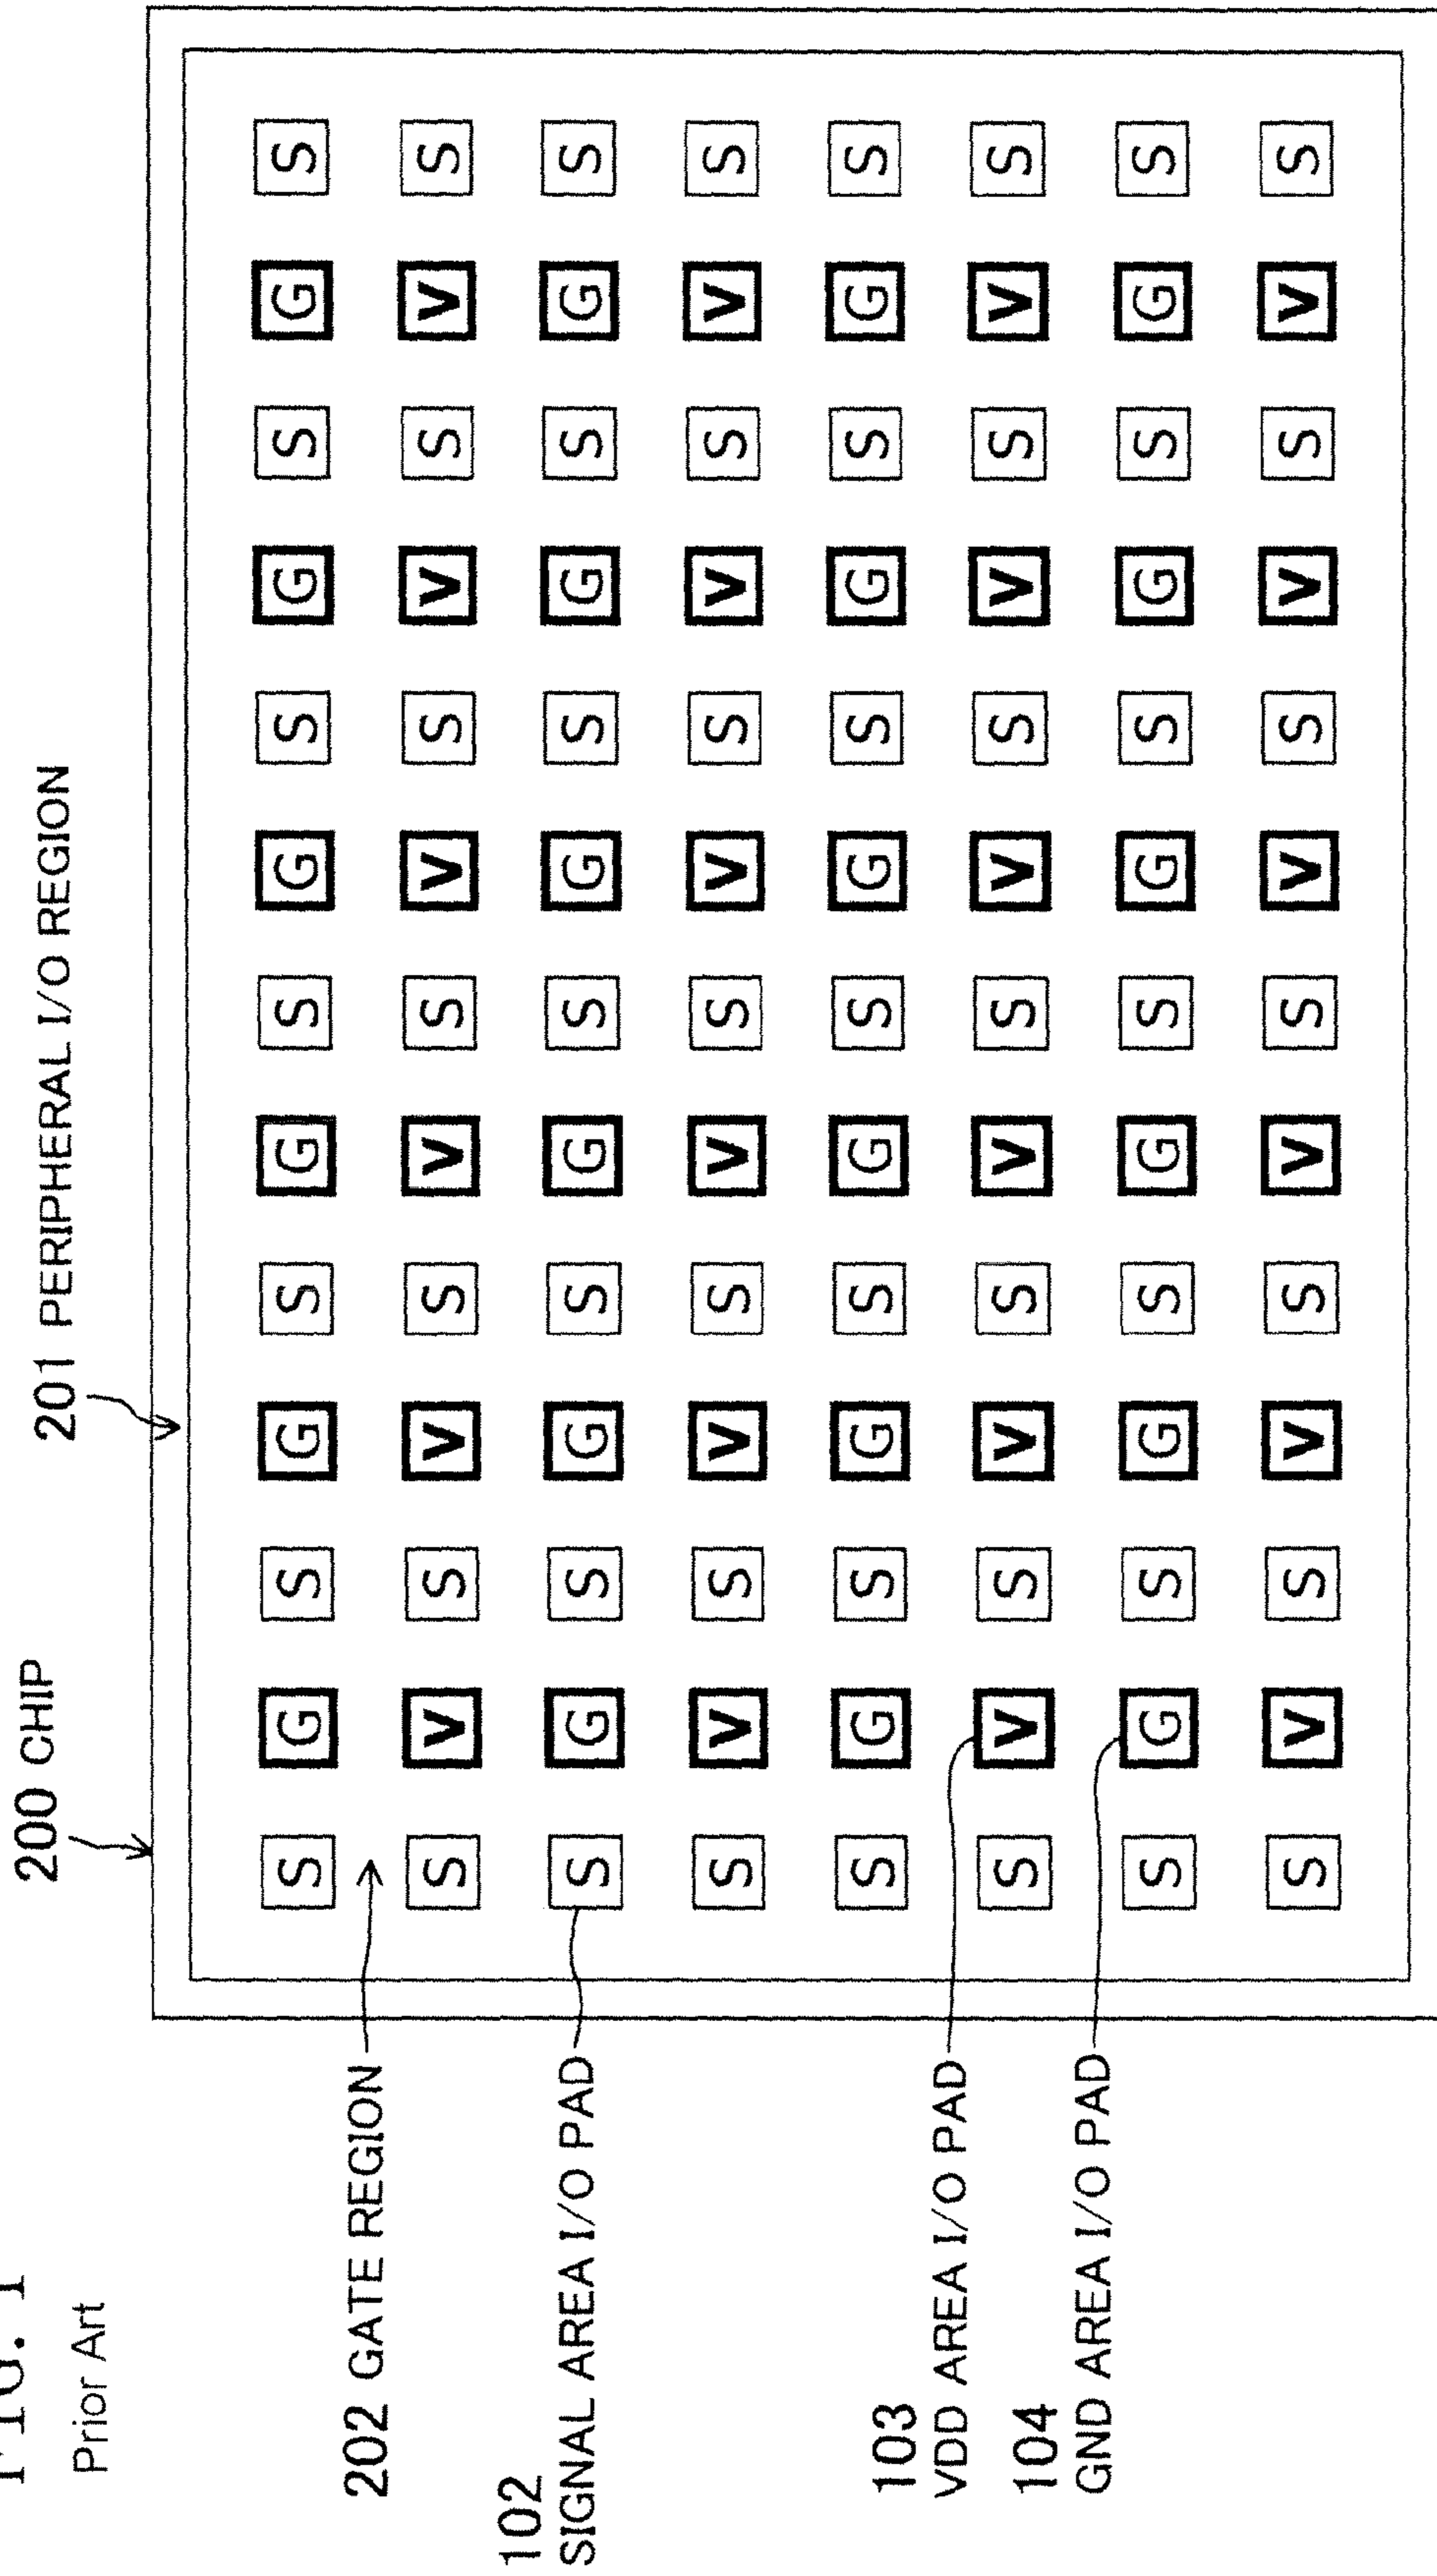 FIG. 1
Prior Art
200 CHIP
201 PERIPHERAL I/O REGION
S G S G S G S G S G S G S
202 GATE REGION
S V S V S V S V S V S V S
102
SIGNAL AREA I/O PAD
S G S G S G S G S G S G S
S V S V S V S V S V S V S
S G S G S G S G S G S G S
103
VDD AREA I/O PAD
S V S V S V S V S V S V S
104
GND AREA I/O PAD
S G S G S G S G S G S G S
S V S V S V S V S V S V S